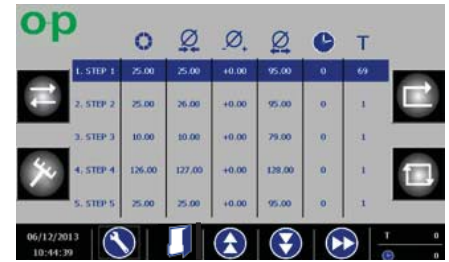 op
T
1. STEP 1 25.00 25.00 +0.00 95.00 0 69
2. STEP 2 25.00 26.00 +0.00 95.00 0 1
3. STEP 3 10.00 10.00 +0.00 79.00 0 1
4. STEP 4 126.00 127.00 +0.00 128.00 0 1
5. STEP 5 25.00 25.00 +0.00 95.00 0 1
06/12/2013 T 0
10:44:39 0